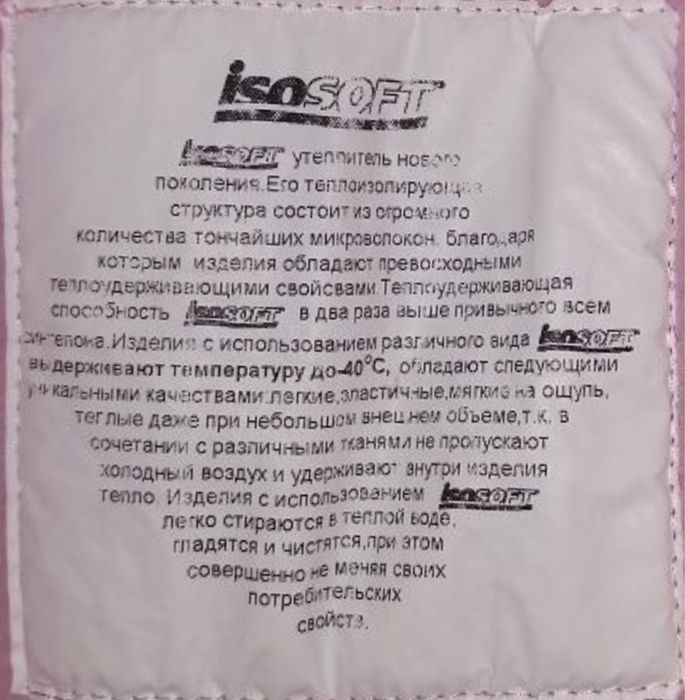 isoSOFT
isoSOFT утеплитель нового
поколения.Его теплоизолирующая
структура состоит из огромного
количества тончайших микроволокон, благодаря
которым изделия обладают превосходными
теплоудерживающими свойсвами.Теплоудерживающая
способность isoSOFT в два раза выше привычного всем
синтепона.Изделия с использованием различного вида isoSOFT
выдерживают температуру до-40°С, обладают следующими
уникальными качествами:легкие,эластичные,мягкие на ощупь,
теплые даже при небольшом внешнем объеме,т.к. в
сочетании с различными тканями не пропускают
холодный воздух и удерживают внутри изделия
тепло. Изделия с использованием isoSOFT
легко стираются в теплой воде,
гладятся и чистятся,при этом
совершенно не меняя своих
потребительских
свойств.